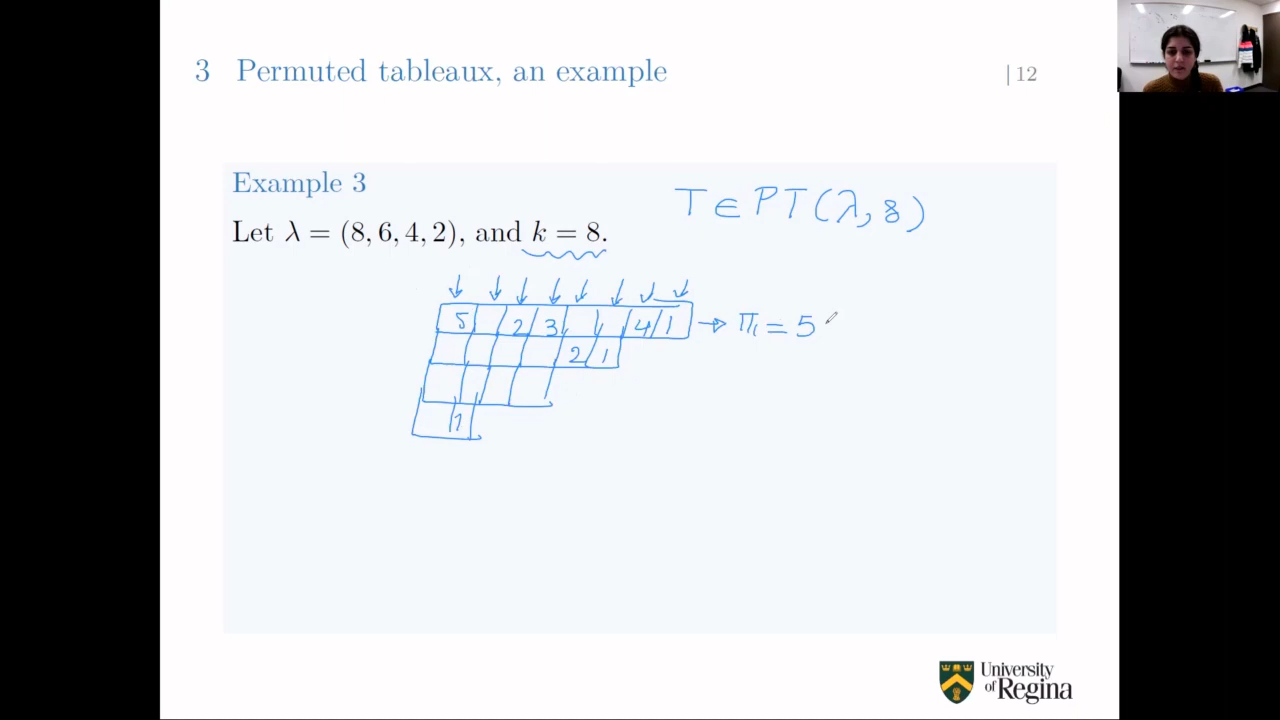 3 Permuted tableaux, an example | 12
Example 3
T ∈ PT(λ, 8)
Let λ = (8, 6, 4, 2), and k = 8.
5 2 3 4 1 → π₁ = 5
2 1
1
University
of Regina